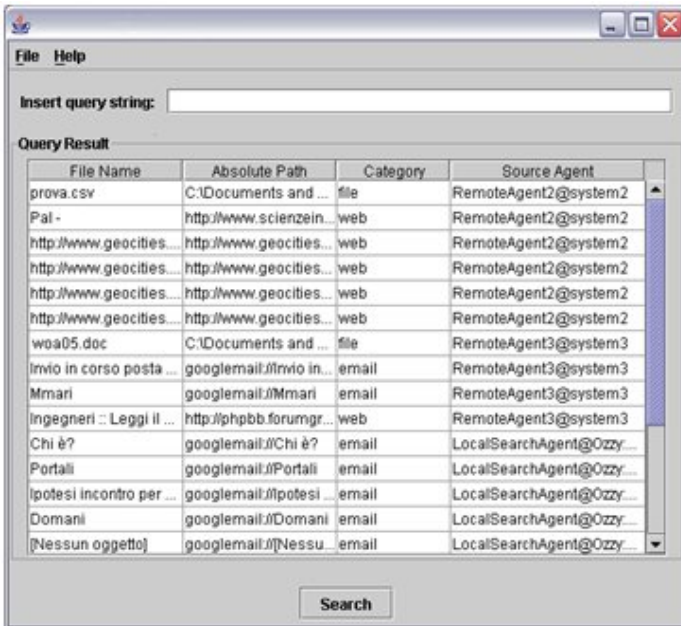 File Help
Insert query string:
Query Result
File Name Absolute Path Category Source Agent
prova.csv C:\Documents and ... file RemoteAgent2@system2
Pal - http://www.scienzein... web RemoteAgent2@system2
http://www.geocities.... http://www.geocities... web RemoteAgent2@system2
http://www.geocities.... http://www.geocities... web RemoteAgent2@system2
http://www.geocities.... http://www.geocities... web RemoteAgent2@system2
http://www.geocities.... http://www.geocities... web RemoteAgent2@system2
woa05.doc C:\Documents and ... file RemoteAgent3@system3
Invio in corso posta ... googlemail://Invio in... email RemoteAgent3@system3
Mmari googlemail://Mmari email RemoteAgent3@system3
Ingegneri :: Leggi il ... http://phpbb.forumgr... web RemoteAgent3@system3
Chi è? googlemail://Chi è? email LocalSearchAgent@Ozzy:...
Portali googlemail://Portali email LocalSearchAgent@Ozzy:...
Ipotesi incontro per ... googlemail://Ipotesi ... email LocalSearchAgent@Ozzy:...
Domani googlemail://Domani email LocalSearchAgent@Ozzy:...
[Nessun oggetto] googlemail://[Nessu... email LocalSearchAgent@Ozzy:...
Search